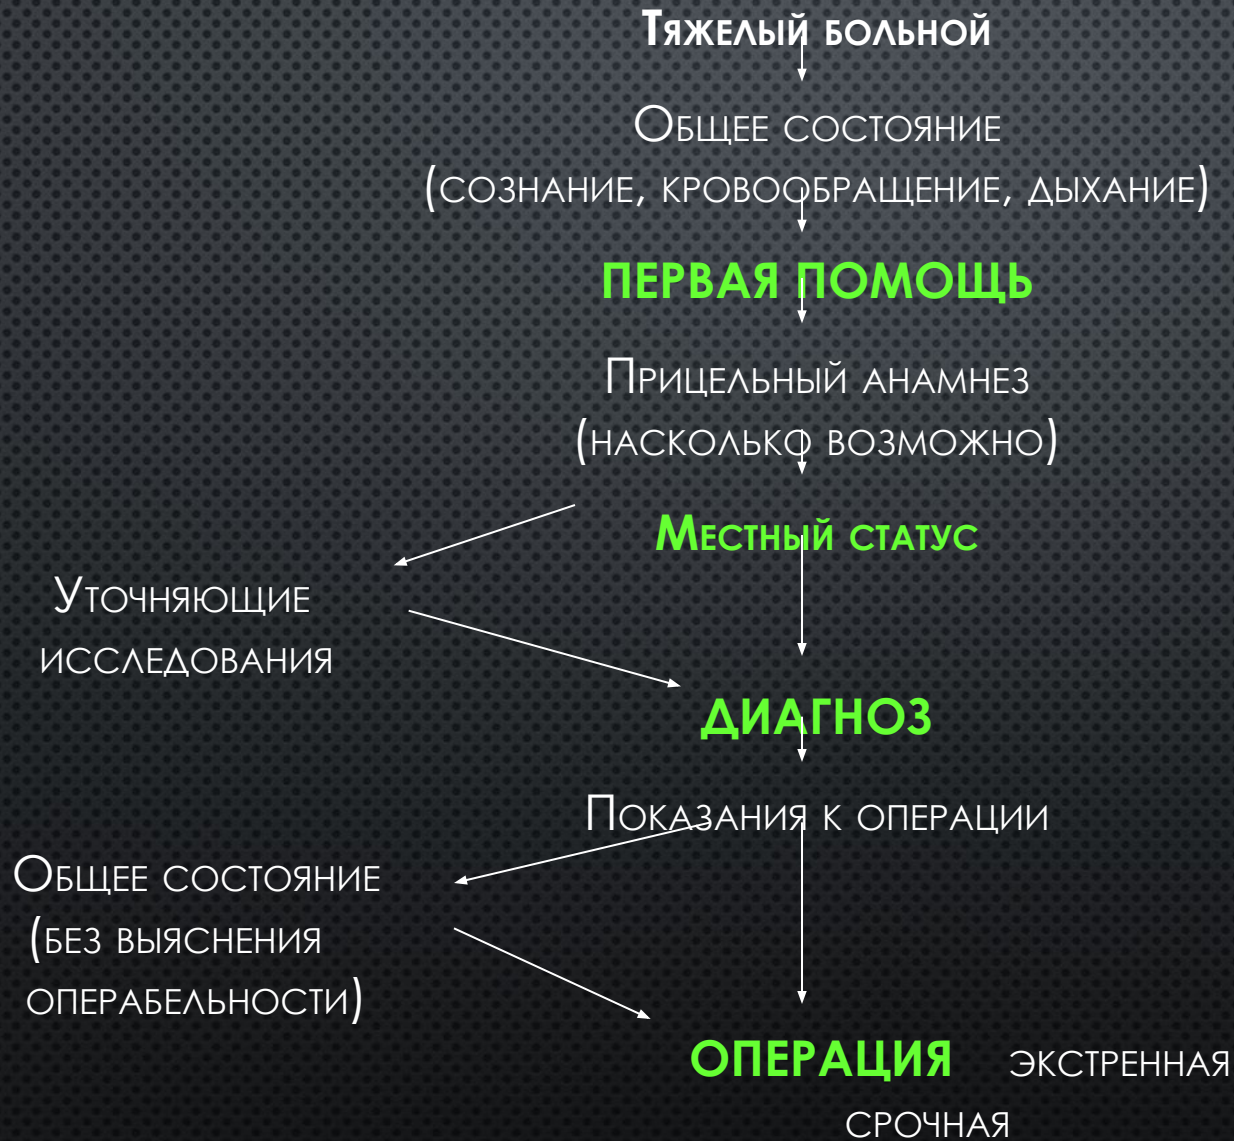 Тяжелый больной
Общее состояние
(сознание, кровообращение, дыхание)
ПЕРВАЯ ПОМОЩЬ
Прицельный анамнез
(насколько возможно)
Местный статус
Уточняющие
исследования
ДИАГНОЗ
Показания к операции
Общее состояние
(без выяснения
операбельности)
ОПЕРАЦИЯ экстренная
срочная